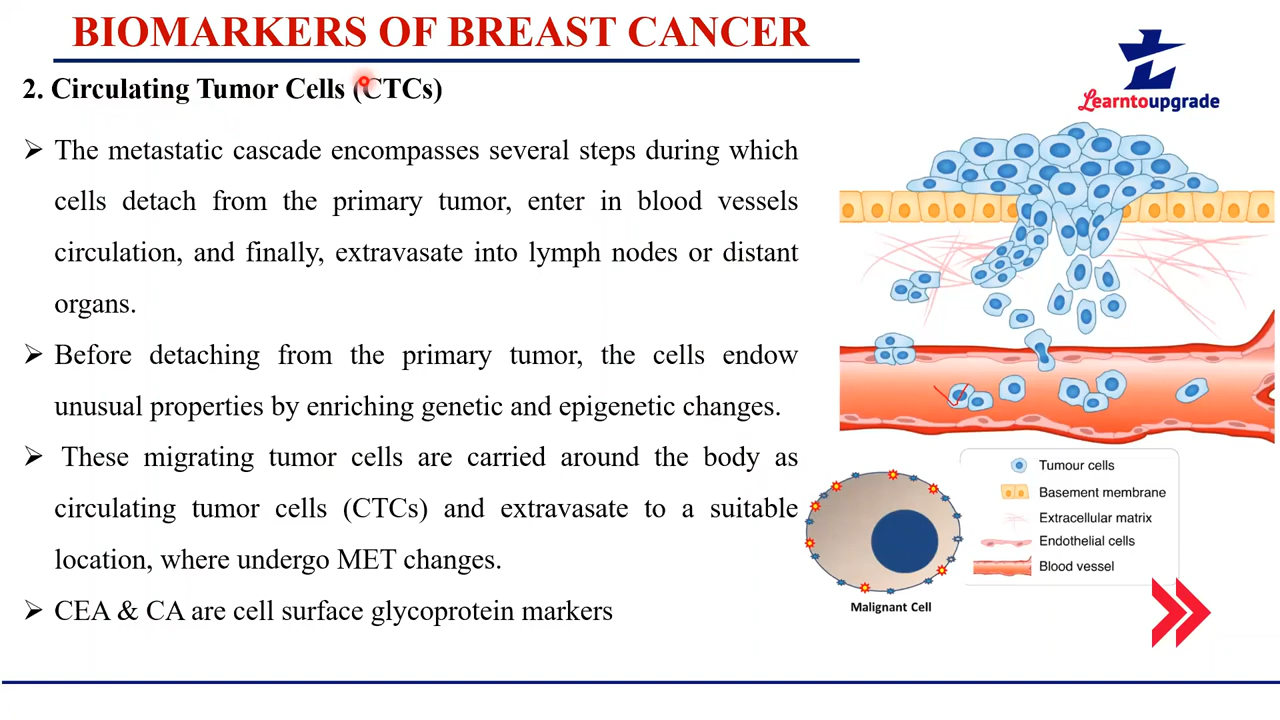 BIOMARKERS OF BREAST CANCER
Learntoupgrade
2. Circulating Tumor Cells (CTCs)
➢ The metastatic cascade encompasses several steps during which
cells detach from the primary tumor, enter in blood vessels
circulation, and finally, extravasate into lymph nodes or distant
organs.
➢ Before detaching from the primary tumor, the cells endow
unusual properties by enriching genetic and epigenetic changes.
➢ These migrating tumor cells are carried around the body as
circulating tumor cells (CTCs) and extravasate to a suitable
location, where undergo MET changes.
➢ CEA & CA are cell surface glycoprotein markers
Tumour cells
Basement membrane
Extracellular matrix
Endothelial cells
Blood vessel
Malignant Cell